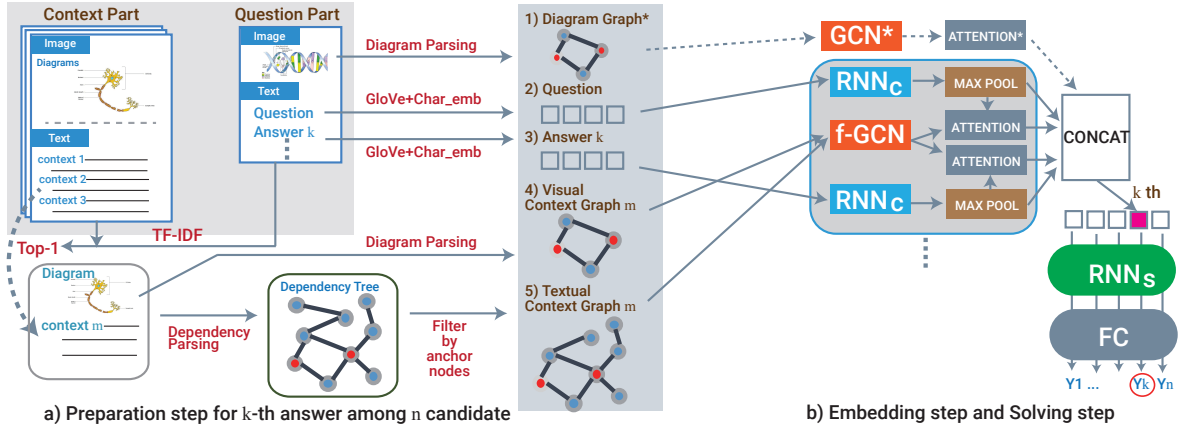 Context Part
Question Part
Image
Diagrams
Text
context 1
context 2
context 3
Image
Text
Question
Answer k
Diagram Parsing
GloVe+Char_emb
GloVe+Char_emb
TF-IDF
Top-1
Diagram
context m
Diagram Parsing
Dependency
Parsing
Dependency Tree
Filter
by
anchor
nodes
1) Diagram Graph*
2) Question
3) Answer k
4) Visual
Context Graph m
5) Textual
Context Graph m
GCN*
ATTENTION*
RNNC
MAX POOL
f-GCN
ATTENTION
ATTENTION
RNNC
MAX POOL
CONCAT
k th
RNNS
FC
Y1 ... Yk Yn
a) Preparation step for k-th answer among n candidate
b) Embedding step and Solving step